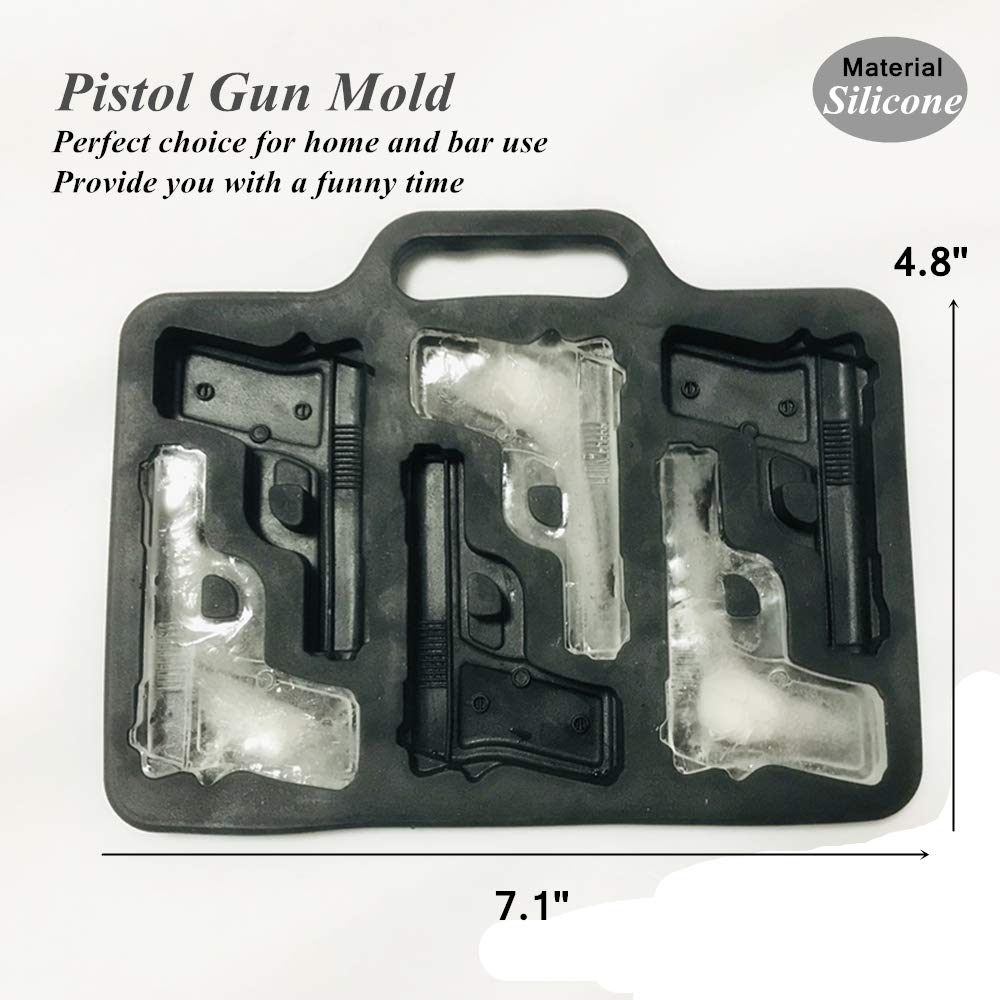 Pistol Gun Mold
Perfect choice for home and bar use
Provide you with a funny time
Material
Silicone
4.8"
7.1"